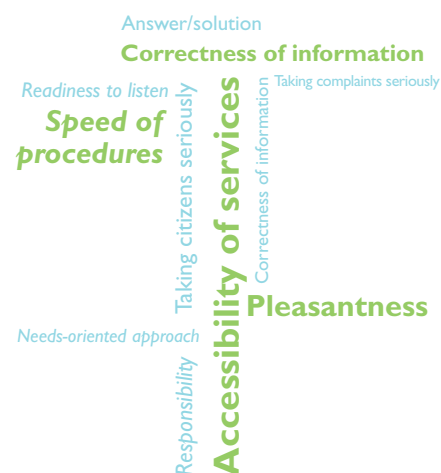 Answer/solution
Correctness of information
Readiness to listen
Taking complaints seriously
Speed of
procedures
Taking citizens seriously
Accessibility of services
Correctness of information
Pleasantness
Needs-oriented approach
Responsibility